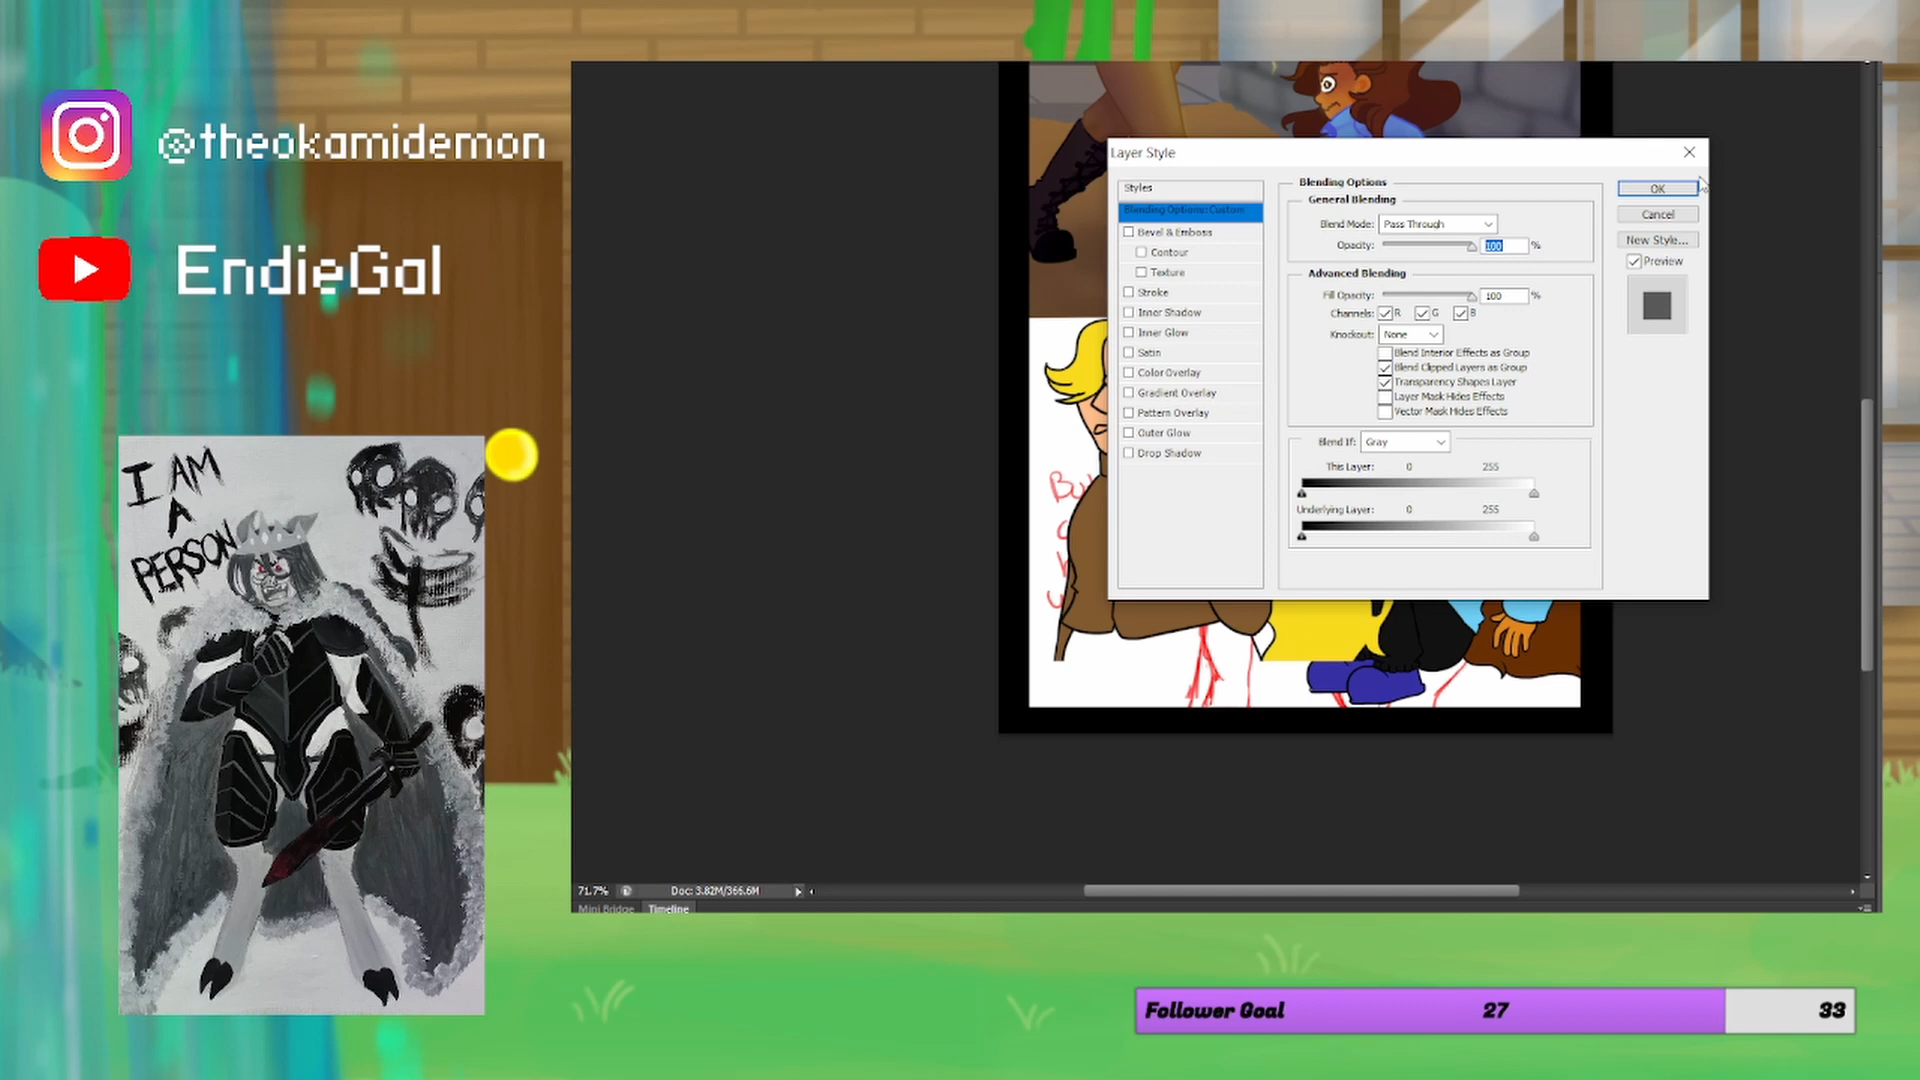 @theokamidemon
EndieGal
I AM
A
PERSON
Layer Style
Styles
Blending Options: Custom
Bevel & Emboss
Contour
Texture
Stroke
Inner Shadow
Inner Glow
Satin
Color Overlay
Gradient Overlay
Pattern Overlay
Outer Glow
Drop Shadow
Blending Options
General Blending
Blend Mode: Pass Through
Opacity: 100 %
Advanced Blending
Fill Opacity: 100 %
Channels: R G B
Knockout: None
Blend Interior Effects as Group
Blend Clipped Layers as Group
Transparency Shapes Layer
Layer Mask Hides Effects
Vector Mask Hides Effects
Blend If: Gray
This Layer: 0 255
Underlying Layer: 0 255
OK
Cancel
New Style...
Preview
71.7% Doc: 3.82M/366.6M
Mini Bridge Timeline
Follower Goal 27 33